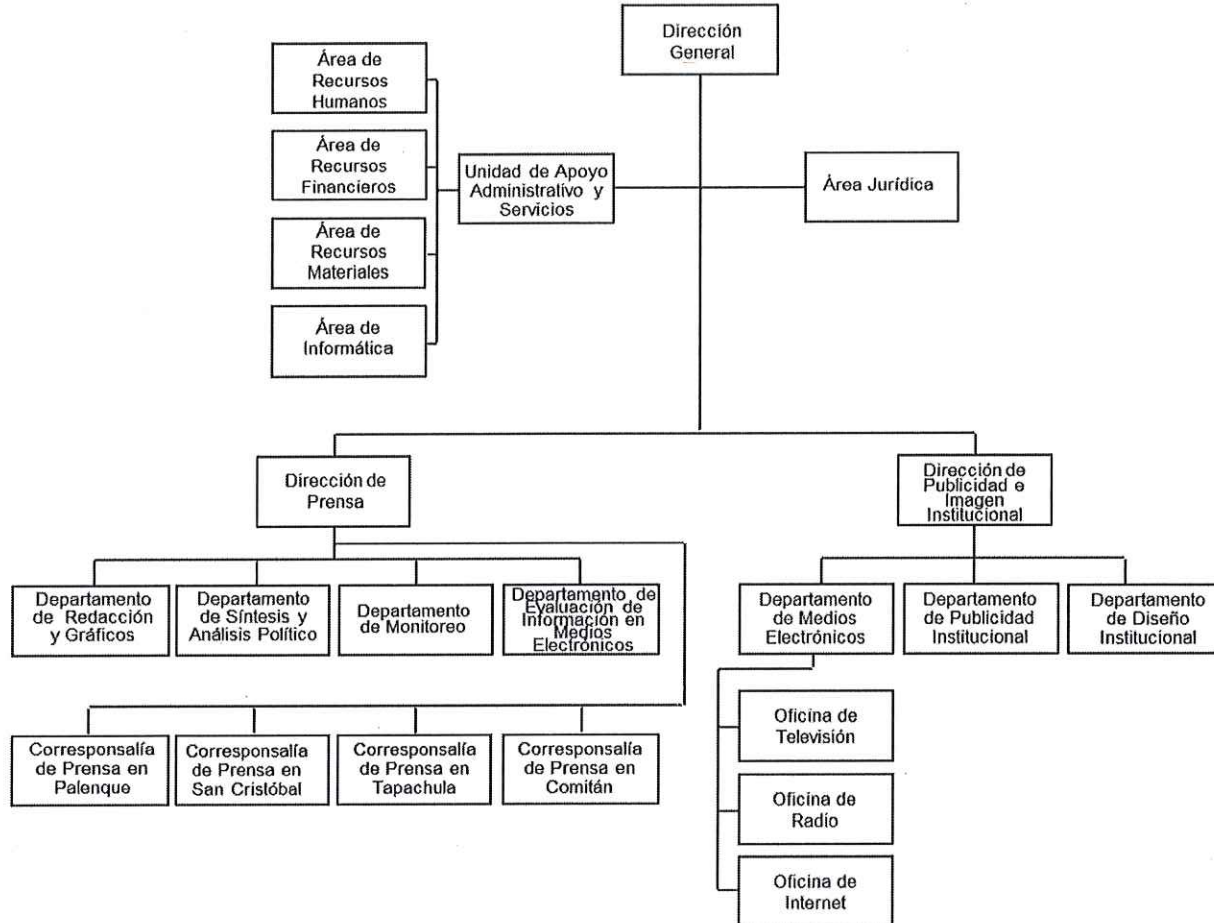 Dirección
General
Área de
Recursos
Humanos
Área de
Recursos
Financieros
Unidad de Apoyo
Administrativo y
Servicios
Área Jurídica
Área de
Recursos
Materiales
Área de
Informática
Dirección de
Prensa
Dirección de
Publicidad e
Imagen
Institucional
Departamento
de Redacción
y Gráficos
Departamento
de Síntesis y
Análisis Político
Departamento
de Monitoreo
Departamento de
Evaluación de
Información en
Medios
Electrónicos
Departamento
de Medios
Electrónicos
Departamento
de Publicidad
Institucional
Departamento
de Diseño
Institucional
Corresponsalía
de Prensa en
Palenque
Corresponsalía
de Prensa en
San Cristóbal
Corresponsalía
de Prensa en
Tapachula
Corresponsalía
de Prensa en
Comitán
Oficina de
Televisión
Oficina de
Radio
Oficina de
Internet